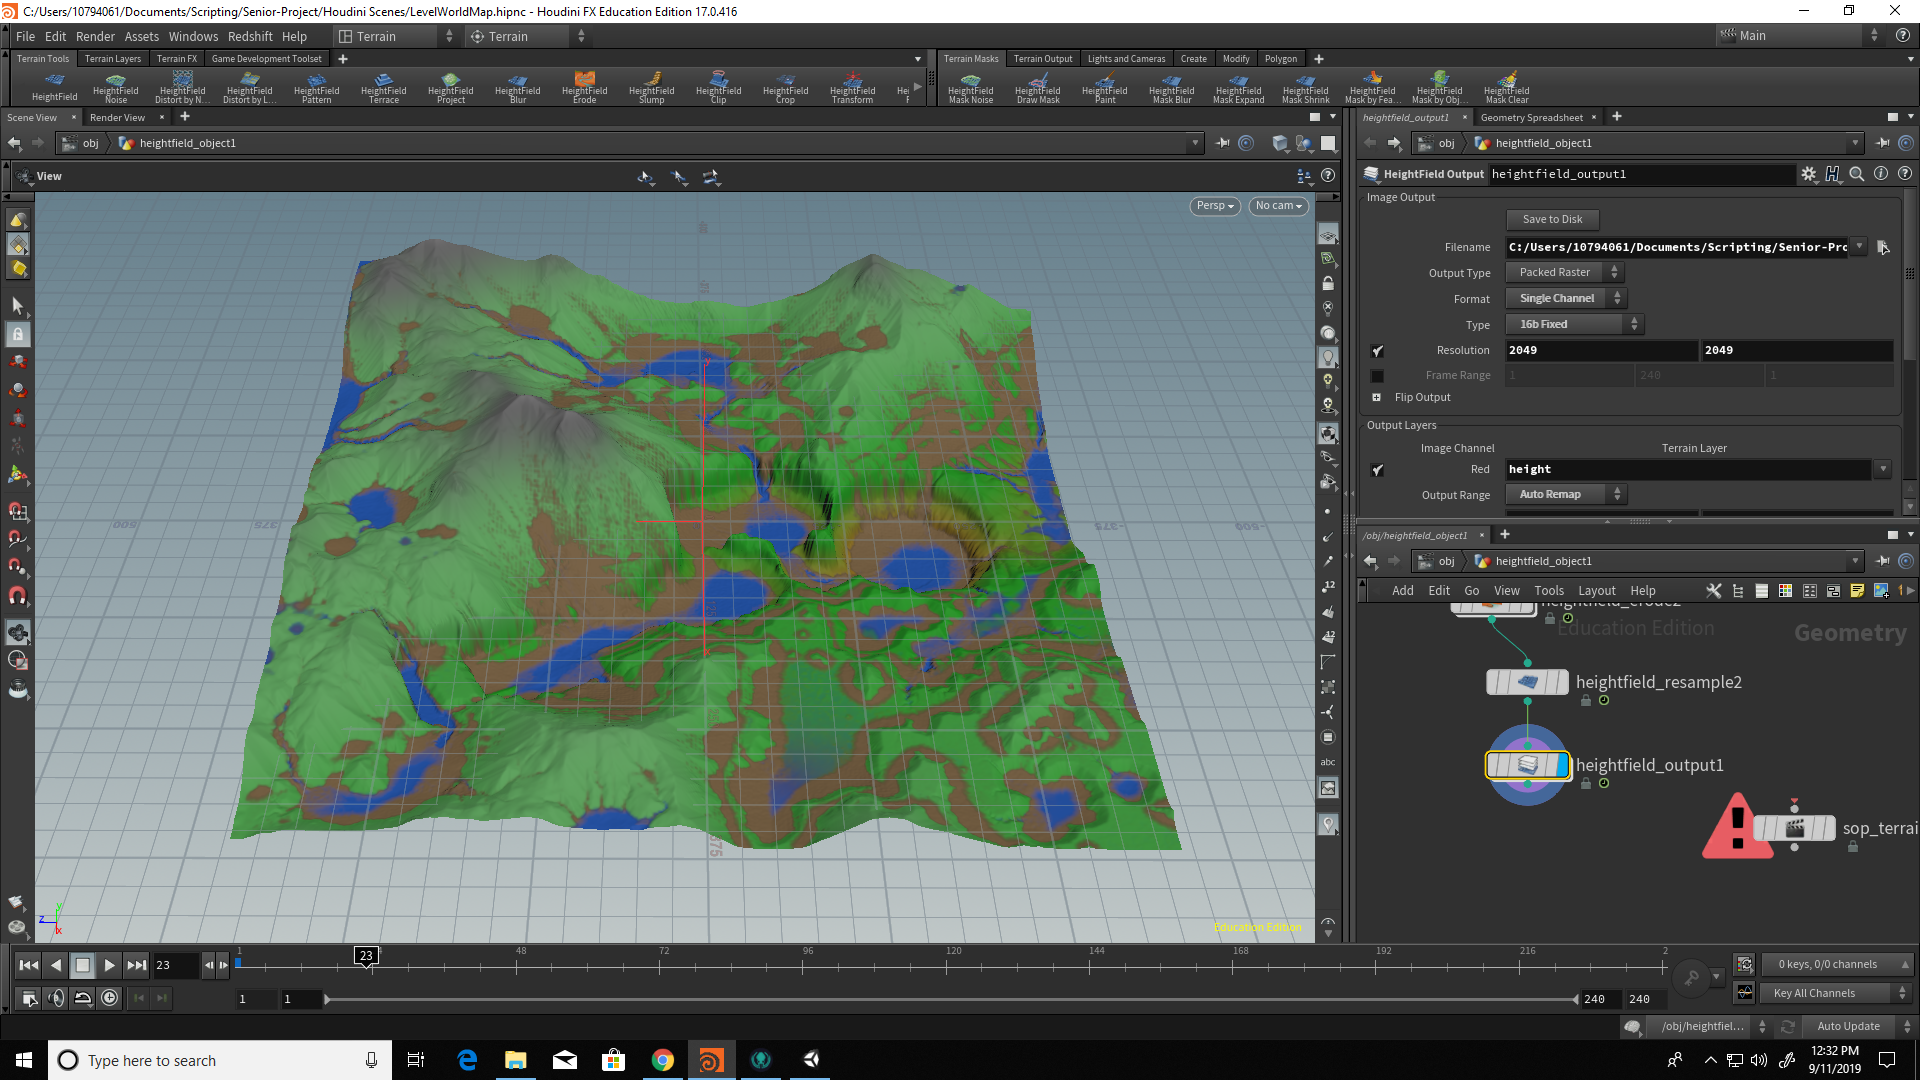 C:/Users/10794061/Documents/Scripting/Senior-Project/Houdini Scenes/LevelWorldMap.hipnc - Houdini FX Education Edition 17.0.416
File Edit Render Assets Windows Redshift Help Terrain Terrain Main
Terrain Tools Terrain Layers Terrain FX Game Development Toolset
Terrain Masks Terrain Output Lights and Cameras Create Modify Polygon
HeightField
HeightField Noise
HeightField Distort by N...
HeightField Distort by L...
HeightField Pattern
HeightField Terrace
HeightField Project
HeightField Blur
HeightField Erode
HeightField Slump
HeightField Clip
HeightField Crop
HeightField Transform
HeightField Mask Noise
HeightField Draw Mask
HeightField Paint
HeightField Mask Blur
HeightField Mask Expand
HeightField Mask Shrink
HeightField Mask by Fea...
HeightField Mask by Obj...
HeightField Mask Clear
Scene View Render View
obj heightfield_object1
View
Persp No cam
Education Edition
abc
heightfield_output1 Geometry Spreadsheet
obj heightfield_object1
HeightField Output heightfield_output1
Image Output
Save to Disk
Filename C:/Users/10794061/Documents/Scripting/Senior-Pro
Output Type Packed Raster
Format Single Channel
Type 16b Fixed
Resolution 2049 2049
Frame Range 1 240 1
Flip Output
Output Layers
Image Channel Terrain Layer
Red height
Output Range Auto Remap
/obj/heightfield_object1
obj heightfield_object1
Add Edit Go View Tools Layout Help
Education Edition
Geometry
heightfield_resample2
heightfield_output1
sop_terrai
23
1 23 48 72 96 120 144 168 192 216 2
1 1 240 240
0 keys, 0/0 channels
Key All Channels
/obj/heightfiel... Auto Update
Type here to search
12:32 PM
9/11/2019